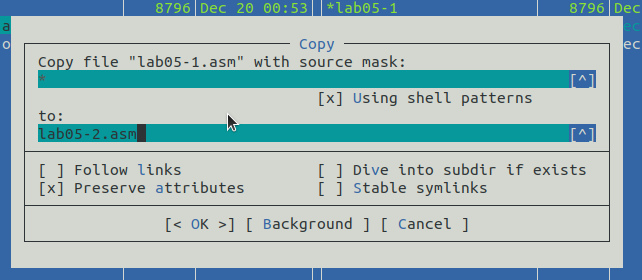 8796 Dec 20 00:53 *lab05-1 8796 Dec
Copy
Copy file "lab05-1.asm" with source mask:
* [^]
[x] Using shell patterns
to:
lab05-2.asm [^]
[ ] Follow links [ ] Dive into subdir if exists
[x] Preserve attributes [ ] Stable symlinks
[< OK >] [ Background ] [ Cancel ]